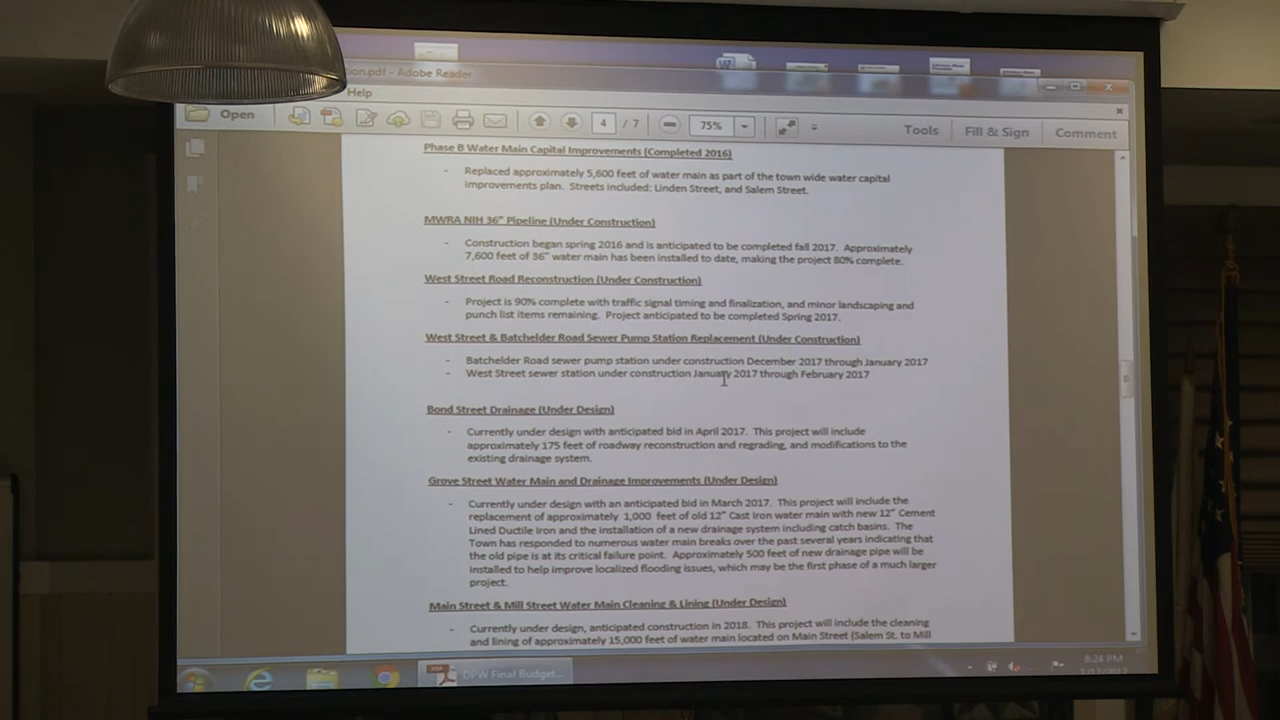 on.pdf - Adobe Reader
Help
Open
4 / 7
75%
Tools
Fill & Sign
Comment
Phase B Water Main Capital Improvements (Completed 2016)
- Replaced approximately 5,600 feet of water main as part of the town wide water capital
improvements plan. Streets included: Linden Street, and Salem Street.
MWRA NIH 36" Pipeline (Under Construction)
- Construction began spring 2016 and is anticipated to be completed fall 2017. Approximately
7,600 feet of 36" water main has been installed to date, making the project 80% complete.
West Street Road Reconstruction (Under Construction)
- Project is 90% complete with traffic signal timing and finalization, and minor landscaping and
punch list items remaining. Project anticipated to be completed Spring 2017.
West Street & Batchelder Road Sewer Pump Station Replacement (Under Construction)
- Batchelder Road sewer pump station under construction December 2017 through January 2017
- West Street sewer station under construction January 2017 through February 2017
Bond Street Drainage (Under Design)
- Currently under design with anticipated bid in April 2017. This project will include
approximately 175 feet of roadway reconstruction and regrading, and modifications to the
existing drainage system.
Grove Street Water Main and Drainage Improvements (Under Design)
- Currently under design with an anticipated bid in March 2017. This project will include the
replacement of approximately 1,000 feet of old 12" Cast Iron water main with new 12" Cement
Lined Ductile Iron and the installation of a new drainage system including catch basins. The
Town has responded to numerous water main breaks over the past several years indicating that
the old pipe is at its critical failure point. Approximately 500 feet of new drainage pipe will be
installed to help improve localized flooding issues, which may be the first phase of a much larger
project.
Main Street & Mill Street Water Main Cleaning & Lining (Under Design)
- Currently under design, anticipated construction in 2018. This project will include the cleaning
and lining of approximately 15,000 feet of water main located on Main Street (Salem St. to Mill
DPW Final Budget...
8:24 PM